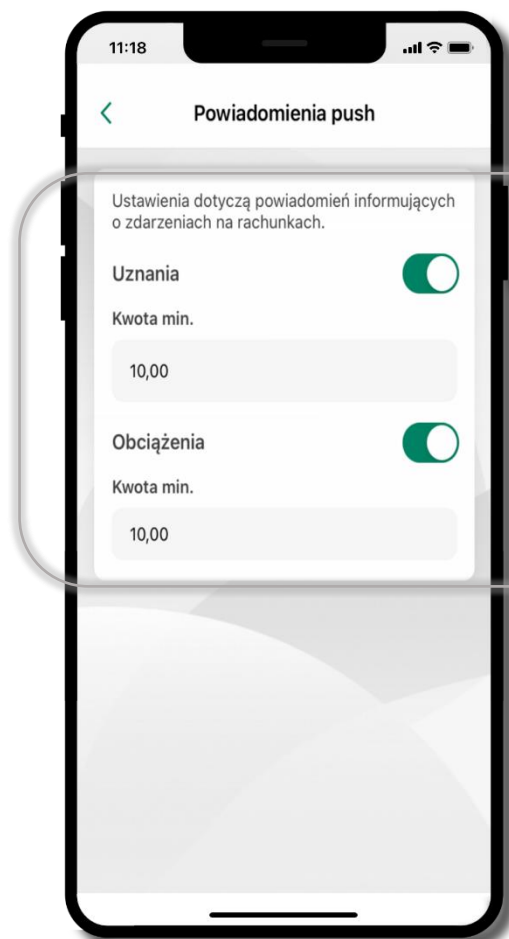 11:18
Powiadomienia push
Ustawienia dotyczą powiadomień informujących
o zdarzeniach na rachunkach.
Uznania
Kwota min.
10,00
Obciążenia
Kwota min.
10,00